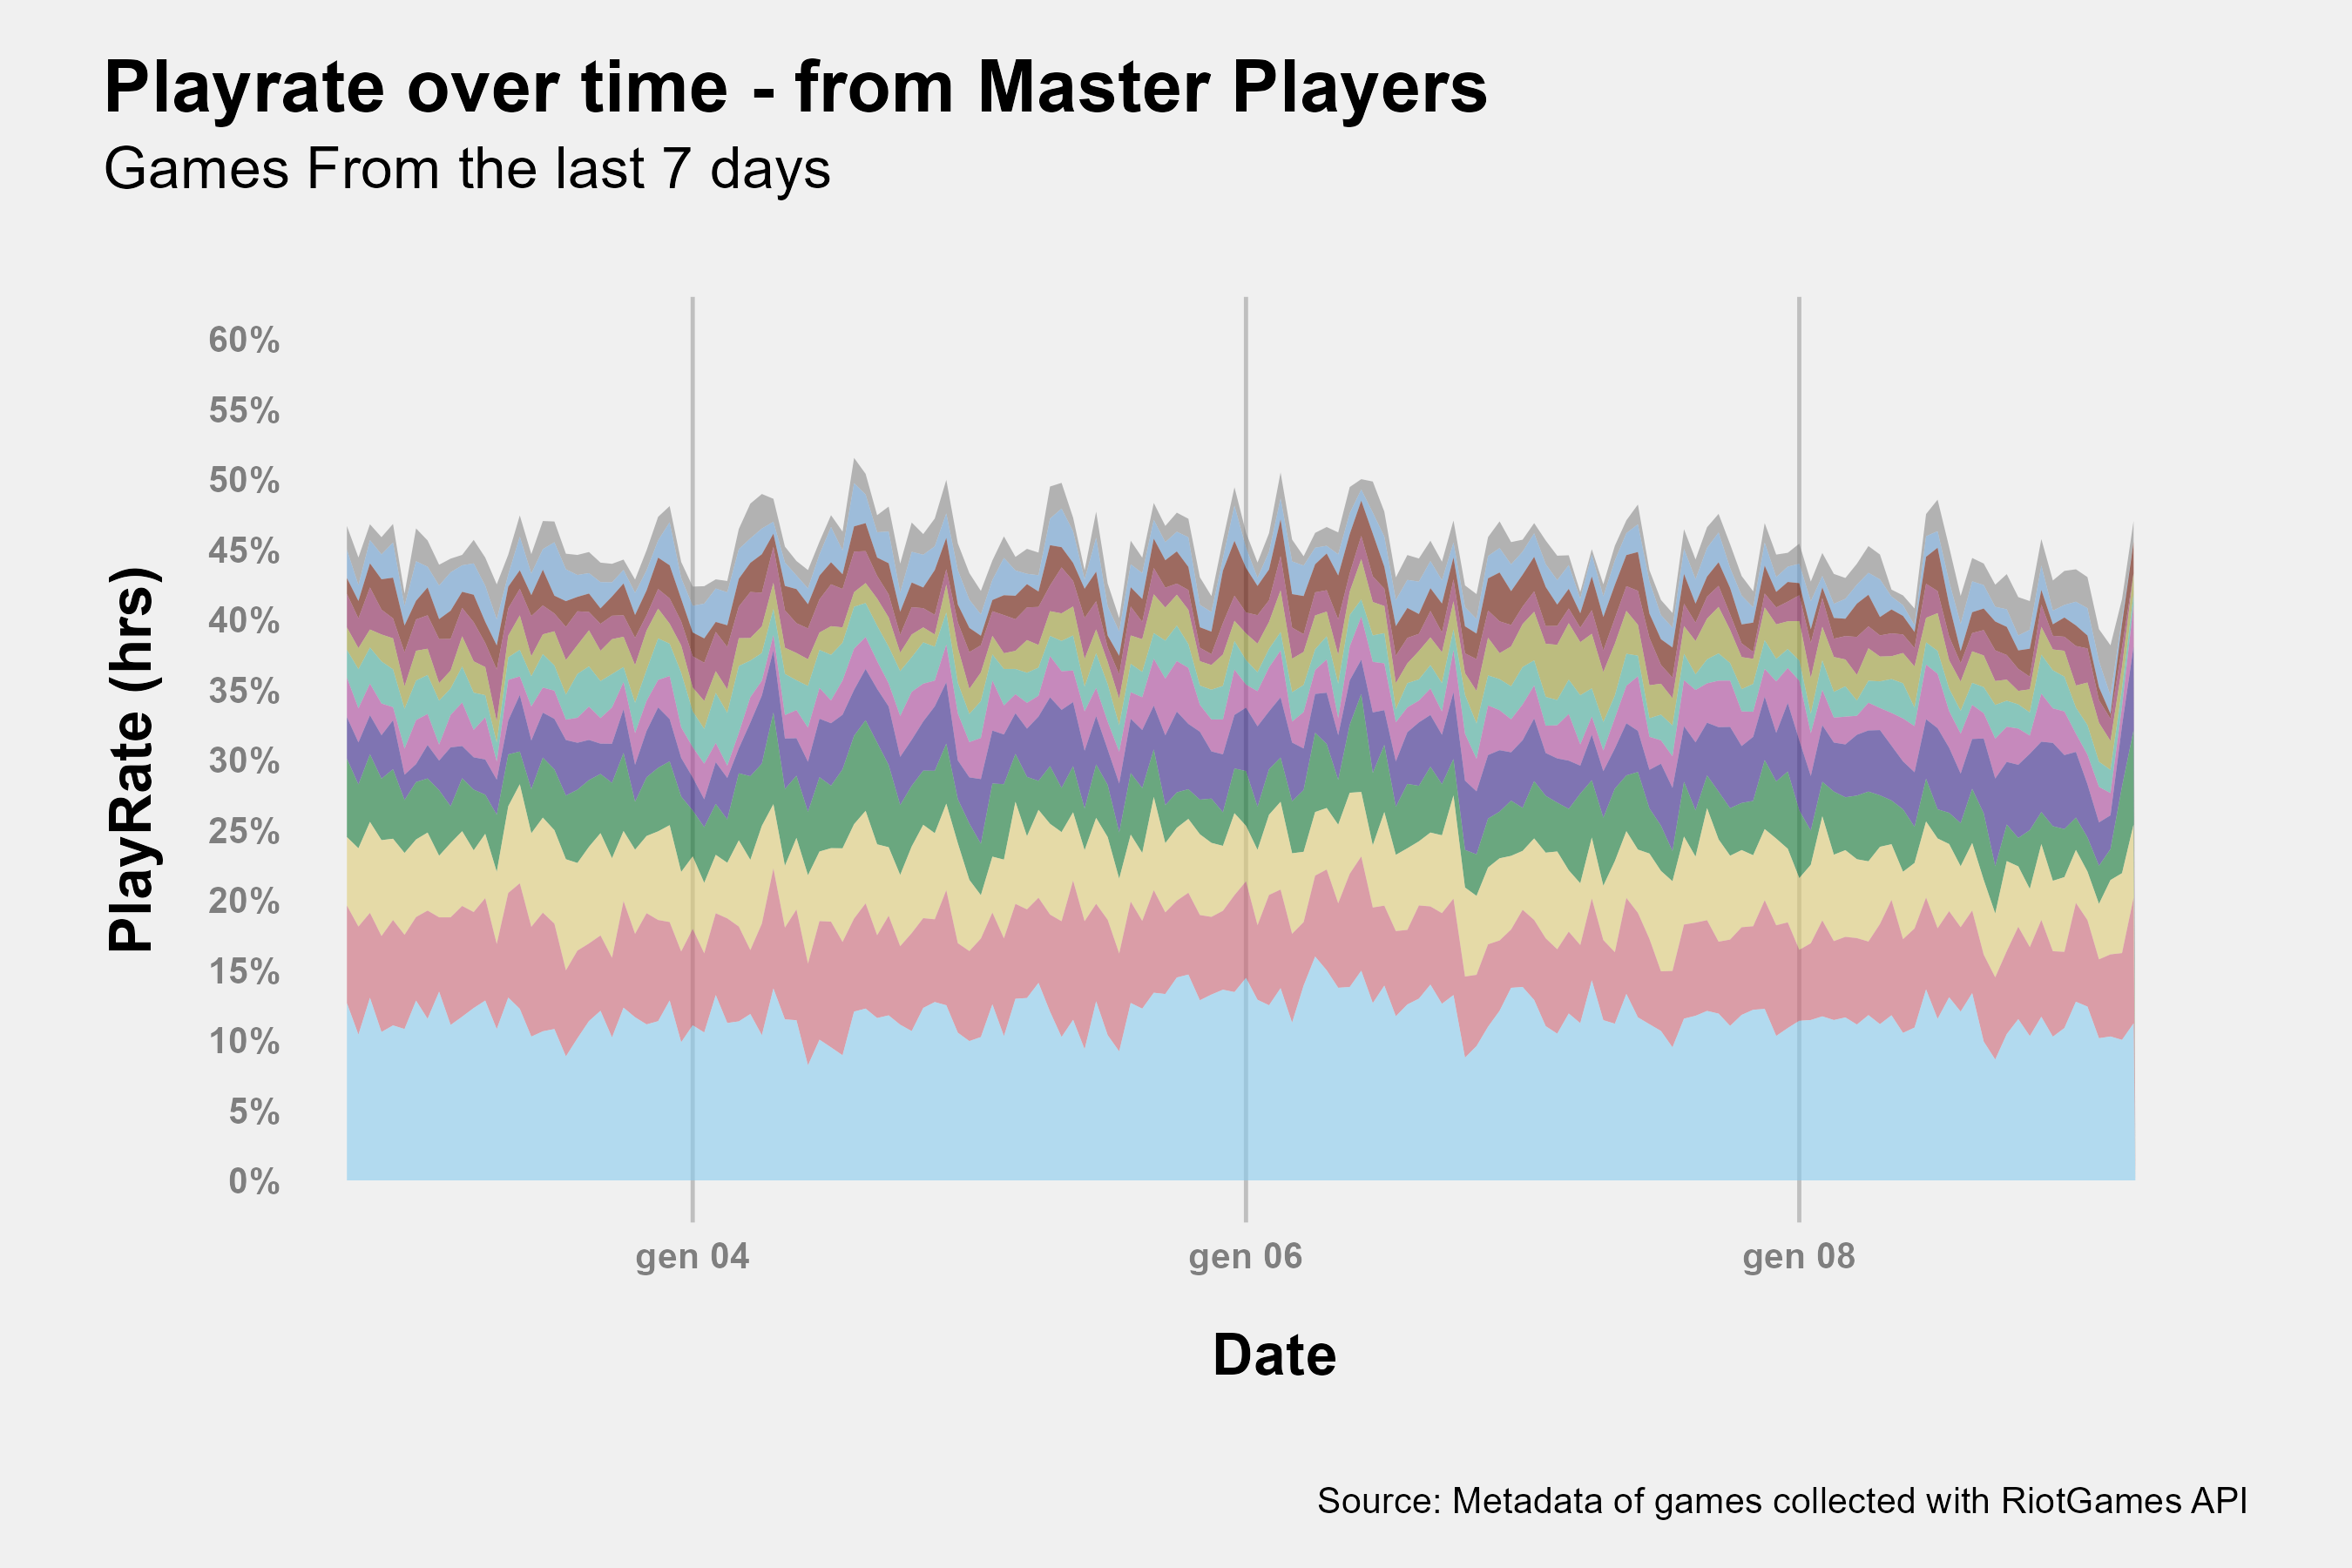 Playrate over time - from Master Players
Games From the last 7 days
60%
55%
50%
45%
40%
35%
30%
25%
20%
15%
10%
5%
0%
PlayRate (hrs)
gen 04
gen 06
gen 08
Date
Source: Metadata of games collected with RiotGames API